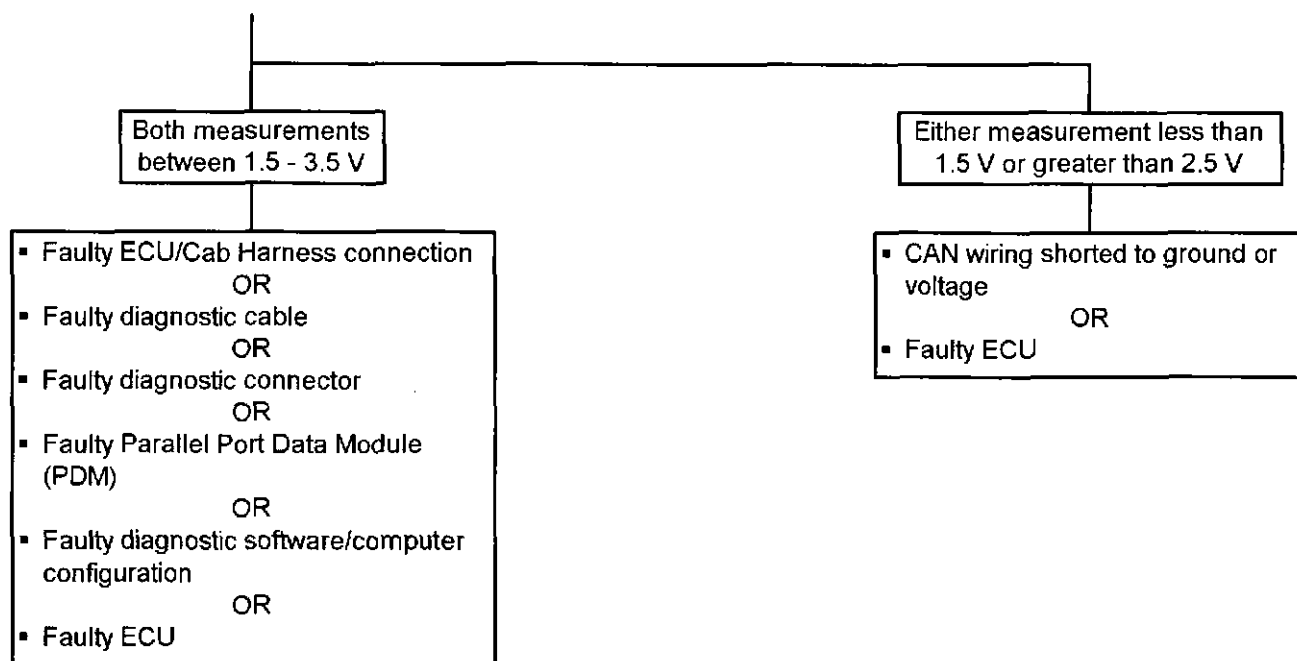 Both measurements
between 1.5 - 3.5 V
Either measurement less than
1.5 V or greater than 2.5 V
▪ Faulty ECU/Cab Harness connection
OR
▪ Faulty diagnostic cable
OR
▪ Faulty diagnostic connector
OR
▪ Faulty Parallel Port Data Module
(PDM)
OR
▪ Faulty diagnostic software/computer
configuration
OR
▪ Faulty ECU
▪ CAN wiring shorted to ground or
voltage
OR
▪ Faulty ECU